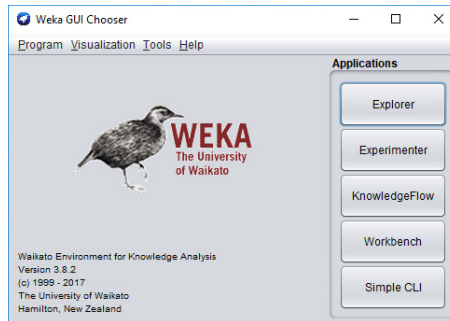 Weka GUI Chooser
Program Visualization Tools Help
Applications
Explorer
Experimenter
KnowledgeFlow
Workbench
Simple CLI
WEKA
The University
of Waikato
Waikato Environment for Knowledge Analysis
Version 3.8.2
(c) 1999 - 2017
The University of Waikato
Hamilton, New Zealand